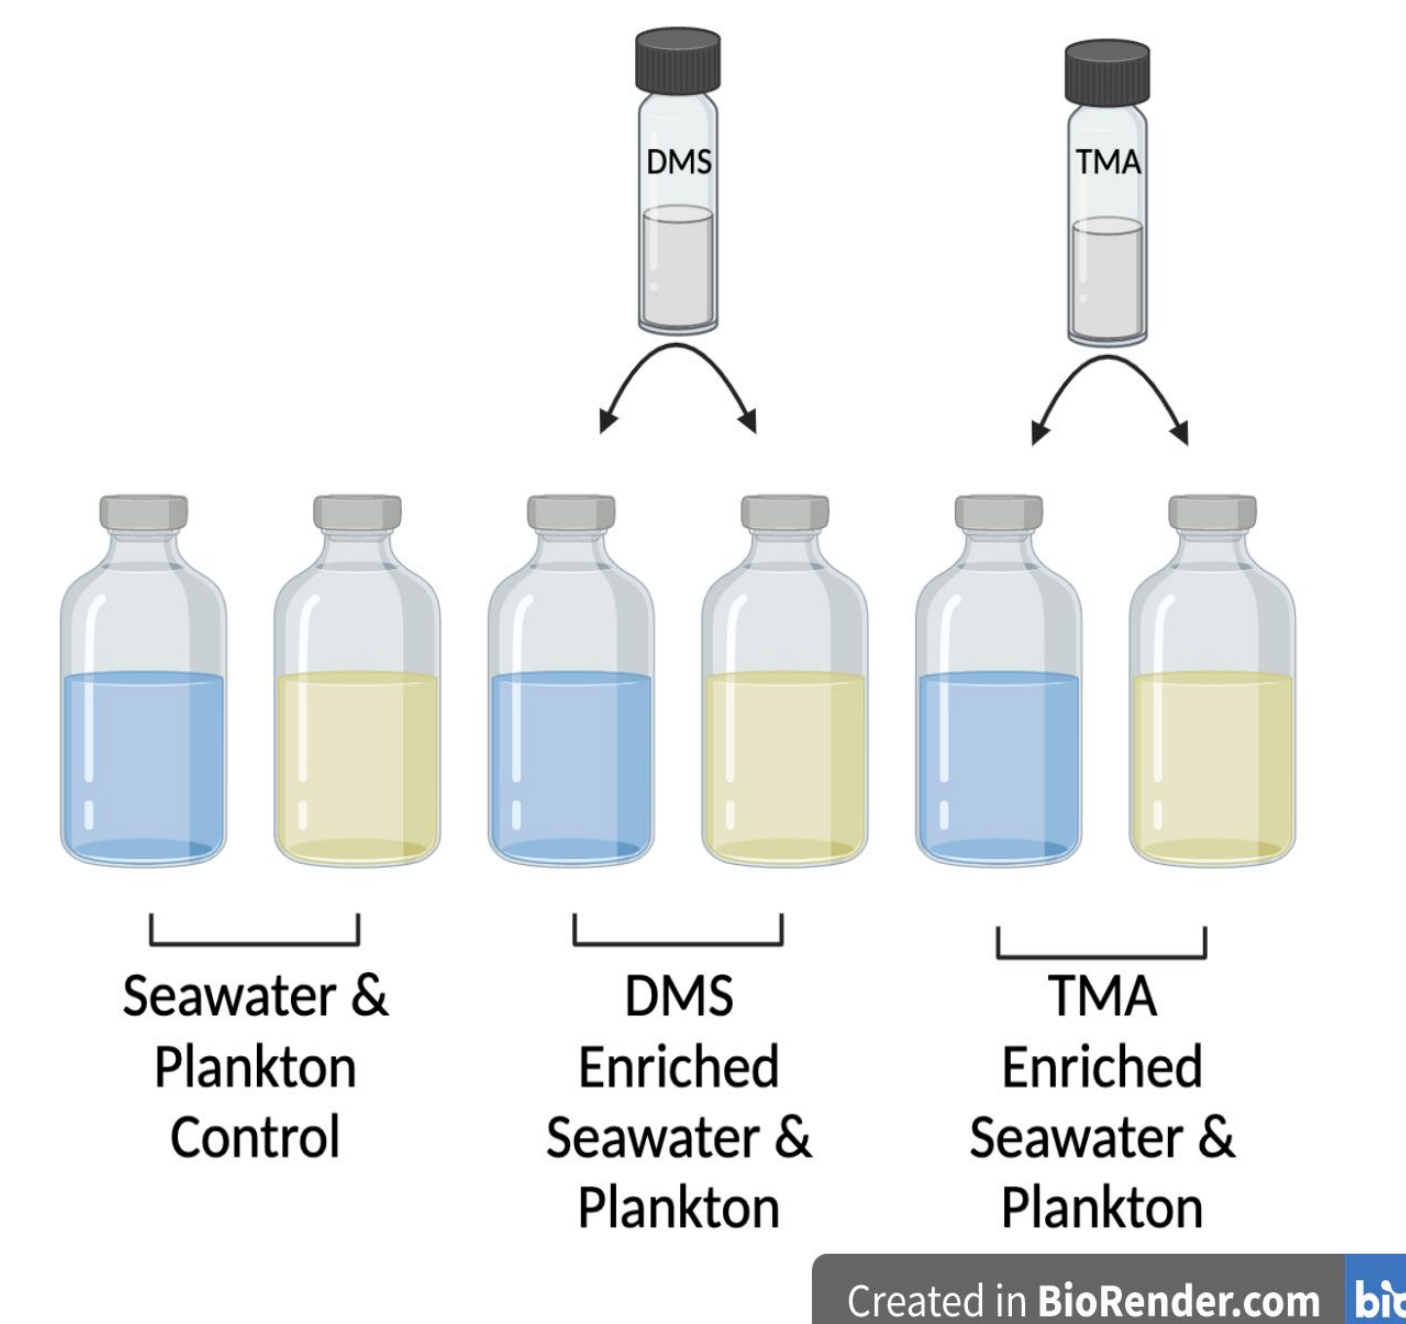 DMS
TMA
Seawater &
Plankton
Control
DMS
Enriched
Seawater &
Plankton
TMA
Enriched
Seawater &
Plankton
Created in BioRender.com